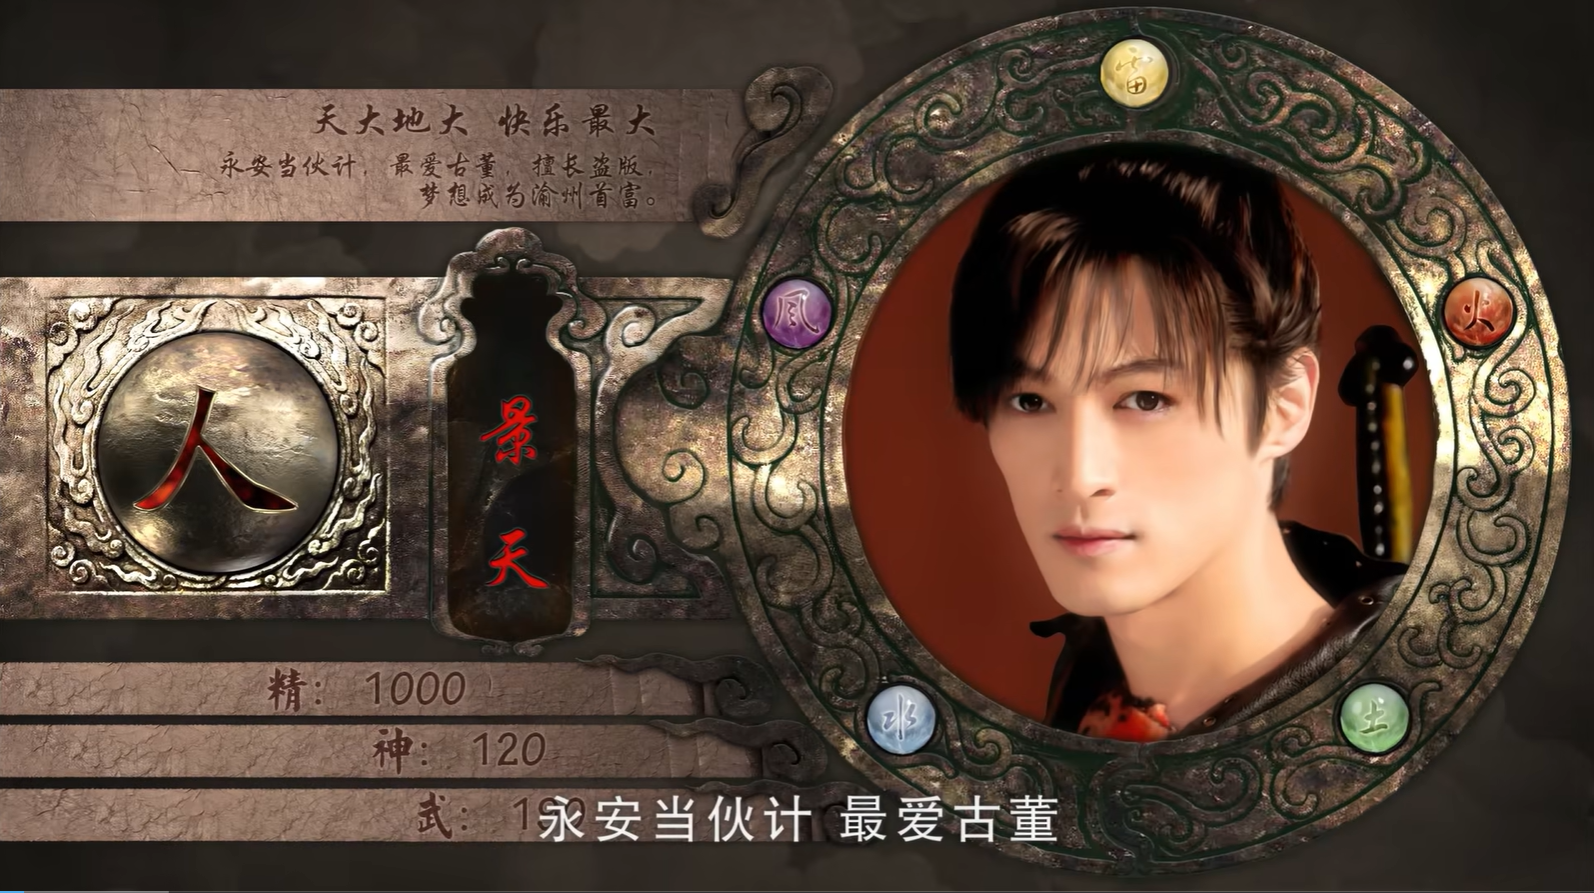 天大地大 快乐最大
永安当伙计，最爱古董，擅长盗版，
梦想成为渝州首富。
人
景
天
雷
风
火
水
土
精： 1000
神： 120
武：
永安当伙计 最爱古董